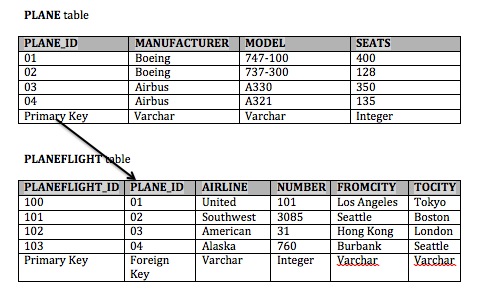 PLANE table
PLANE_ID MANUFACTURER MODEL SEATS
01 Boeing 747-100 400
02 Boeing 737-300 128
03 Airbus A330 350
04 Airbus A321 135
Primary Key Varchar Varchar Integer
PLANEFLIGHT table
PLANEFLIGHT_ID PLANE_ID AIRLINE NUMBER FROMCITY TOCITY
100 01 United 101 Los Angeles Tokyo
101 02 Southwest 3085 Seattle Boston
102 03 American 31 Hong Kong London
103 04 Alaska 760 Burbank Seattle
Primary Key Foreign Varchar Integer Varchar Varchar
Key